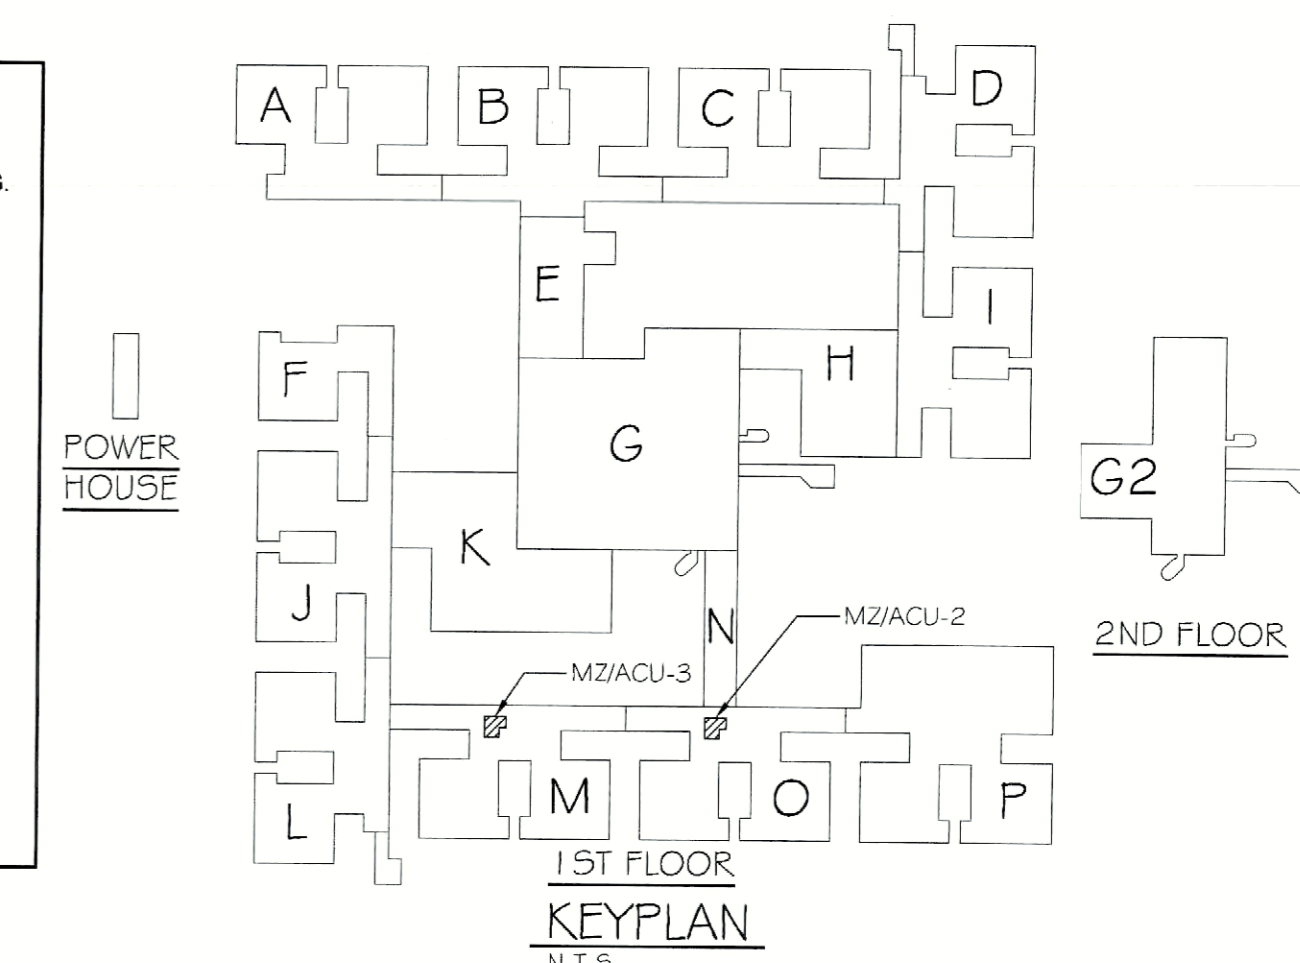 A
B
C
D
G.
E
I
F
H
POWER
HOUSE
G
G2
K
J
N
MZ/ACU-2
2ND FLOOR
MZ/ACU-3
M
O
P
L
1ST FLOOR
KEYPLAN
N.T.S.